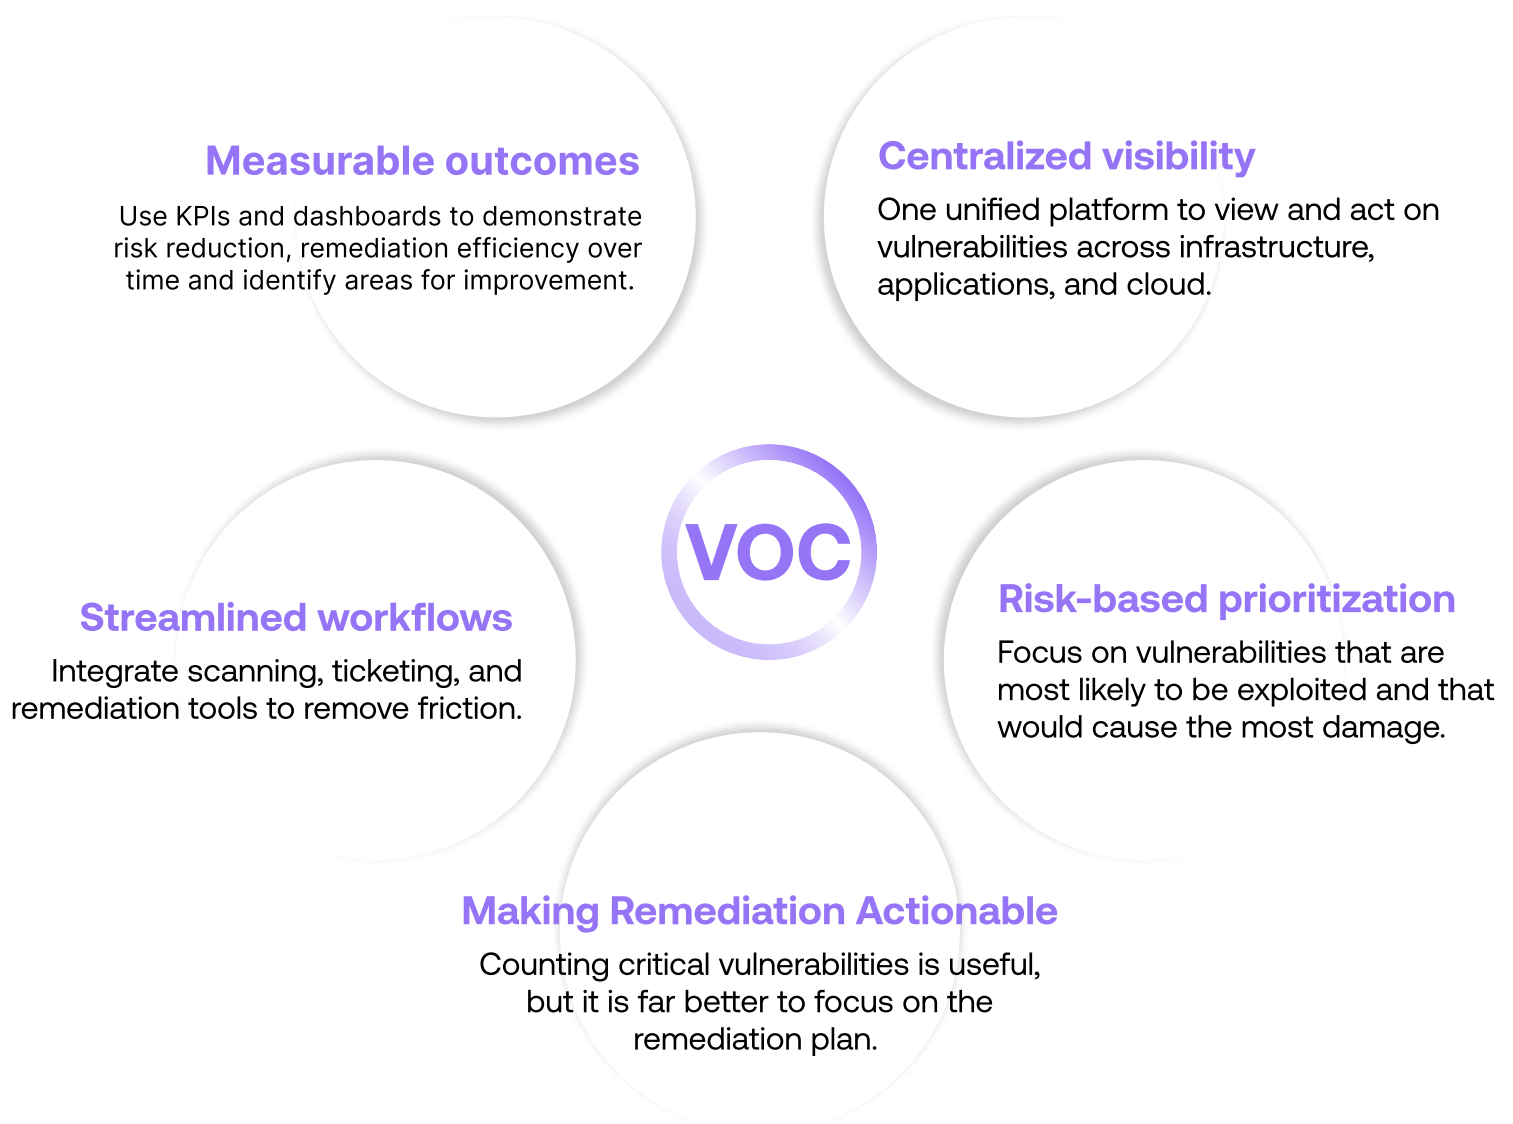 Measurable outcomes
Use KPIs and dashboards to demonstrate
risk reduction, remediation efficiency over
time and identify areas for improvement.
Centralized visibility
One unified platform to view and act on
vulnerabilities across infrastructure,
applications, and cloud.
VOC
Streamlined workflows
Integrate scanning, ticketing, and
remediation tools to remove friction.
Risk-based prioritization
Focus on vulnerabilities that are
most likely to be exploited and that
would cause the most damage.
Making Remediation Actionable
Counting critical vulnerabilities is useful,
but it is far better to focus on the
remediation plan.